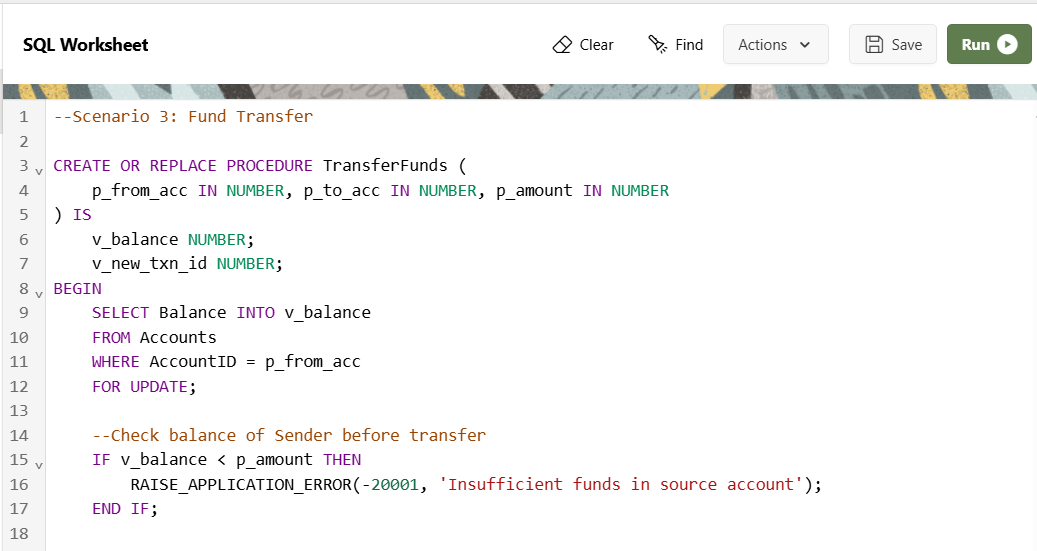 SQL Worksheet Clear Find Actions Save Run
1 --Scenario 3: Fund Transfer
2
3 CREATE OR REPLACE PROCEDURE TransferFunds (
4 p_from_acc IN NUMBER, p_to_acc IN NUMBER, p_amount IN NUMBER
5 ) IS
6 v_balance NUMBER;
7 v_new_txn_id NUMBER;
8 BEGIN
9 SELECT Balance INTO v_balance
10 FROM Accounts
11 WHERE AccountID = p_from_acc
12 FOR UPDATE;
13
14 --Check balance of Sender before transfer
15 IF v_balance < p_amount THEN
16 RAISE_APPLICATION_ERROR(-20001, 'Insufficient funds in source account');
17 END IF;
18